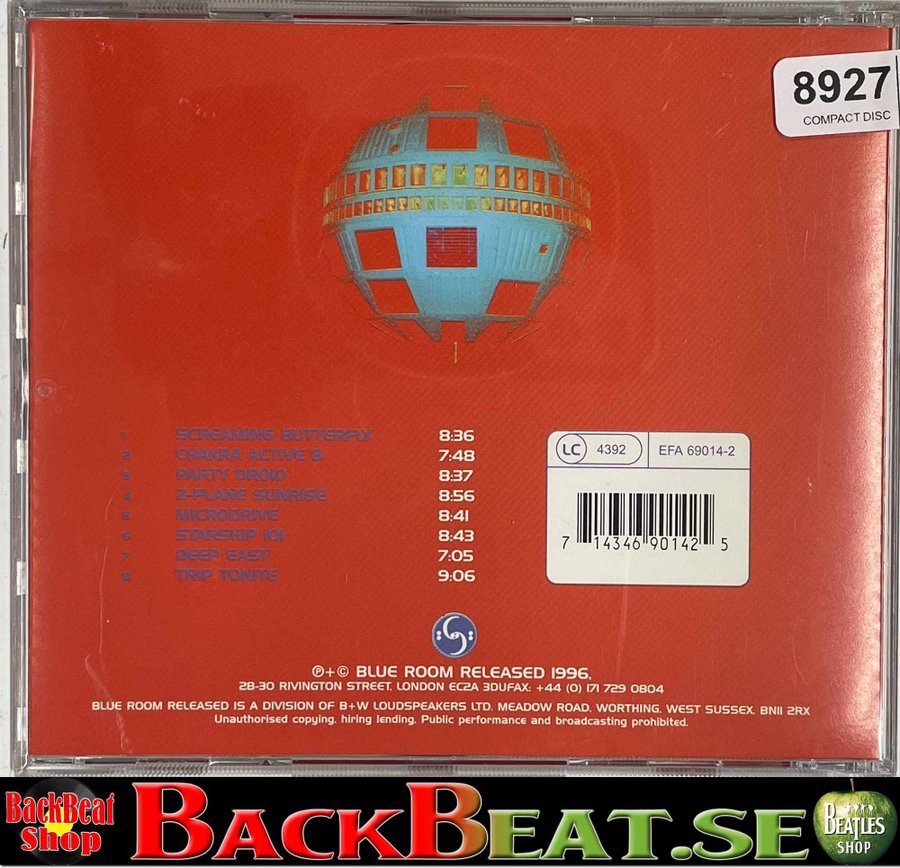 8927
COMPACT DISC
1 SCREAMING BUTTERFLY 8:36
2 CHAKRA ACTIVE B 7:48
3 PARTY DROID 8:37
4 Z-PLANE SUNRISE 8:56
5 MICRODRIVE 8:41
6 STARSHIP 101 8:43
7 DEEP EAST 7:05
8 TRIP TONITE 9:06
LC 4392 EFA 69014-2
7 14346 90142 5
℗+© BLUE ROOM RELEASED 1996,
28-30 RIVINGTON STREET, LONDON EC2A 3DUFAX: +44 (0) 171 729 0804
BLUE ROOM RELEASED IS A DIVISION OF B+W LOUDSPEAKERS LTD. MEADOW ROAD, WORTHING, WEST SUSSEX. BN11 2RX
Unauthorised copying, hiring lending, Public performance and broadcasting prohibited.
BackBeat Shop
BACKBEAT.SE
BEATLES SHOP